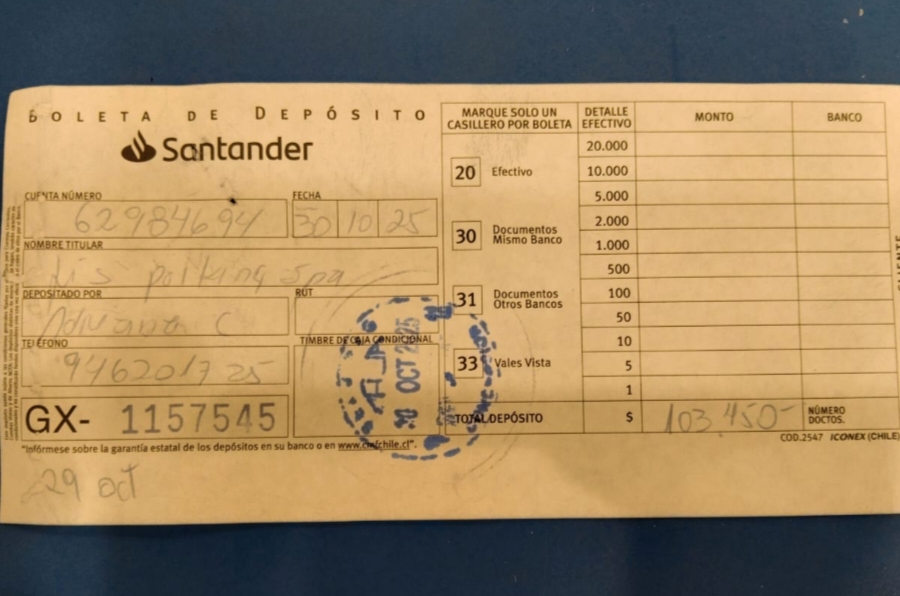 BOLETA DE DEPÓSITO
Santander
CUENTA NÚMERO
62984694
FECHA
30 10 25
NOMBRE TITULAR
Lis parking spa
DEPOSITADO POR
Adriana C
RUT
TELÉFONO
946201725
TIMBRE DE CAJA CONDICIONAL
30 OCT 2025
GX- 1157545
"Infórmese sobre la garantía estatal de los depósitos en su banco o en www.cmfchile.cl".
29 oct
MARQUE SOLO UN
CASILLERO POR BOLETA
20 Efectivo
30 Documentos
Mismo Banco
31 Documentos
Otros Bancos
33 Vales Vista
TOTAL DEPÓSITO $ 103.450-
DETALLE
EFECTIVO
20.000
10.000
5.000
2.000
1.000
500
100
50
10
5
1
MONTO
BANCO
NÚMERO
DOCTOS.
COD.2547 ICONEX (CHILE)